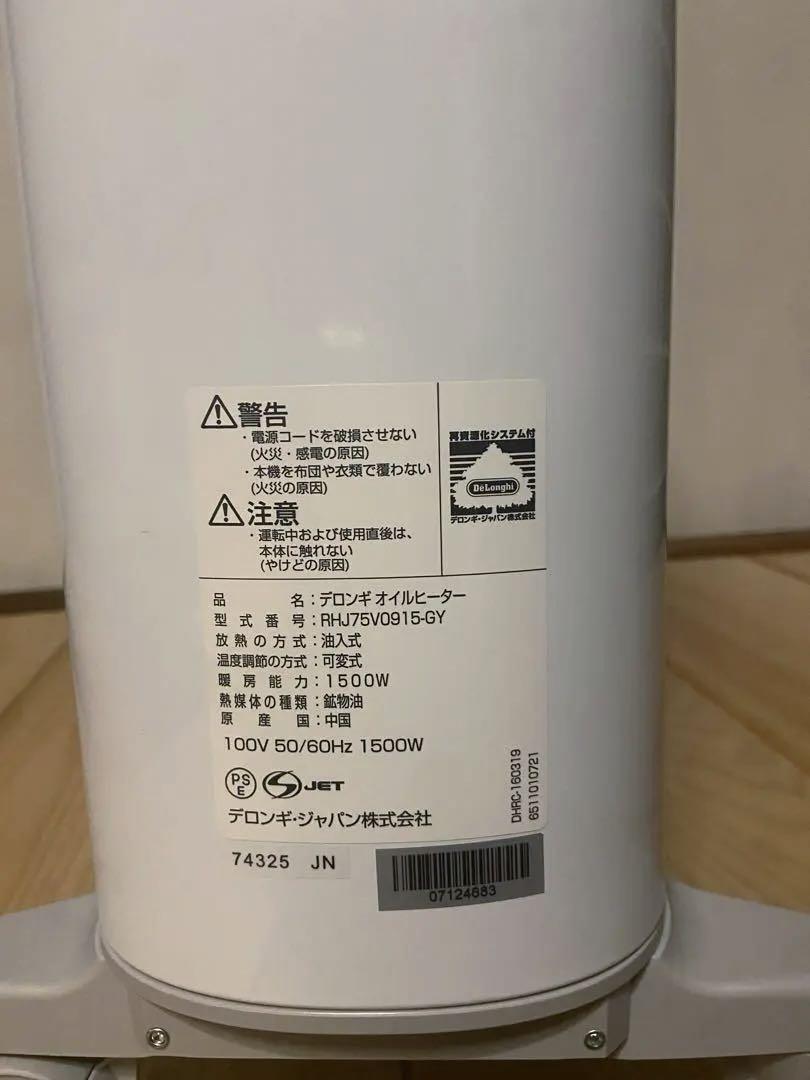 ⚠警告
・電源コードを破損させない
(火災・感電の原因)
・本機を布団や衣類で覆わない
(火災の原因)
⚠注意
・運転中および使用直後は、
本体に触れない
(やけどの原因)
再資源化システム付
DeLonghi
デロンギ・ジャパン株式会社
品名：デロンギ オイルヒーター
型式番号：RHJ75V0915-GY
放熱の方式：油入式
温度調節の方式：可変式
暖房能力：1500W
熱媒体の種類：鉱物油
原産国：中国
100V 50/60Hz 1500W
PS
E
JET
デロンギ・ジャパン株式会社
DHRC-160319
6511010721
74325 JN
07124683